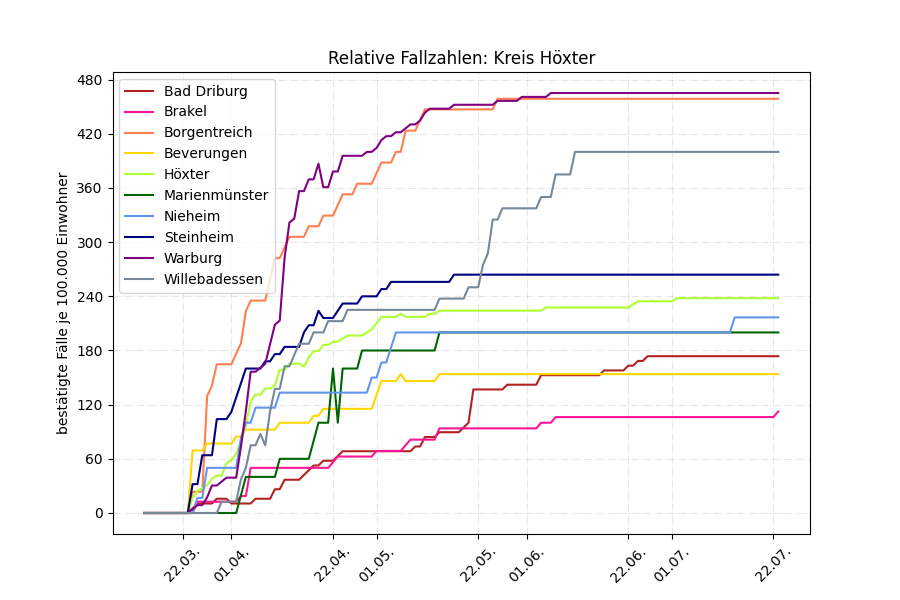 Relative Fallzahlen: Kreis Höxter
bestätigte Fälle je 100.000 Einwohner
480
420
360
300
240
180
120
60
0
Bad Driburg
Brakel
Borgentreich
Beverungen
Höxter
Marienmünster
Nieheim
Steinheim
Warburg
Willebadessen
22.03.
01.04.
22.04.
01.05.
22.05.
01.06.
22.06.
01.07.
22.07.